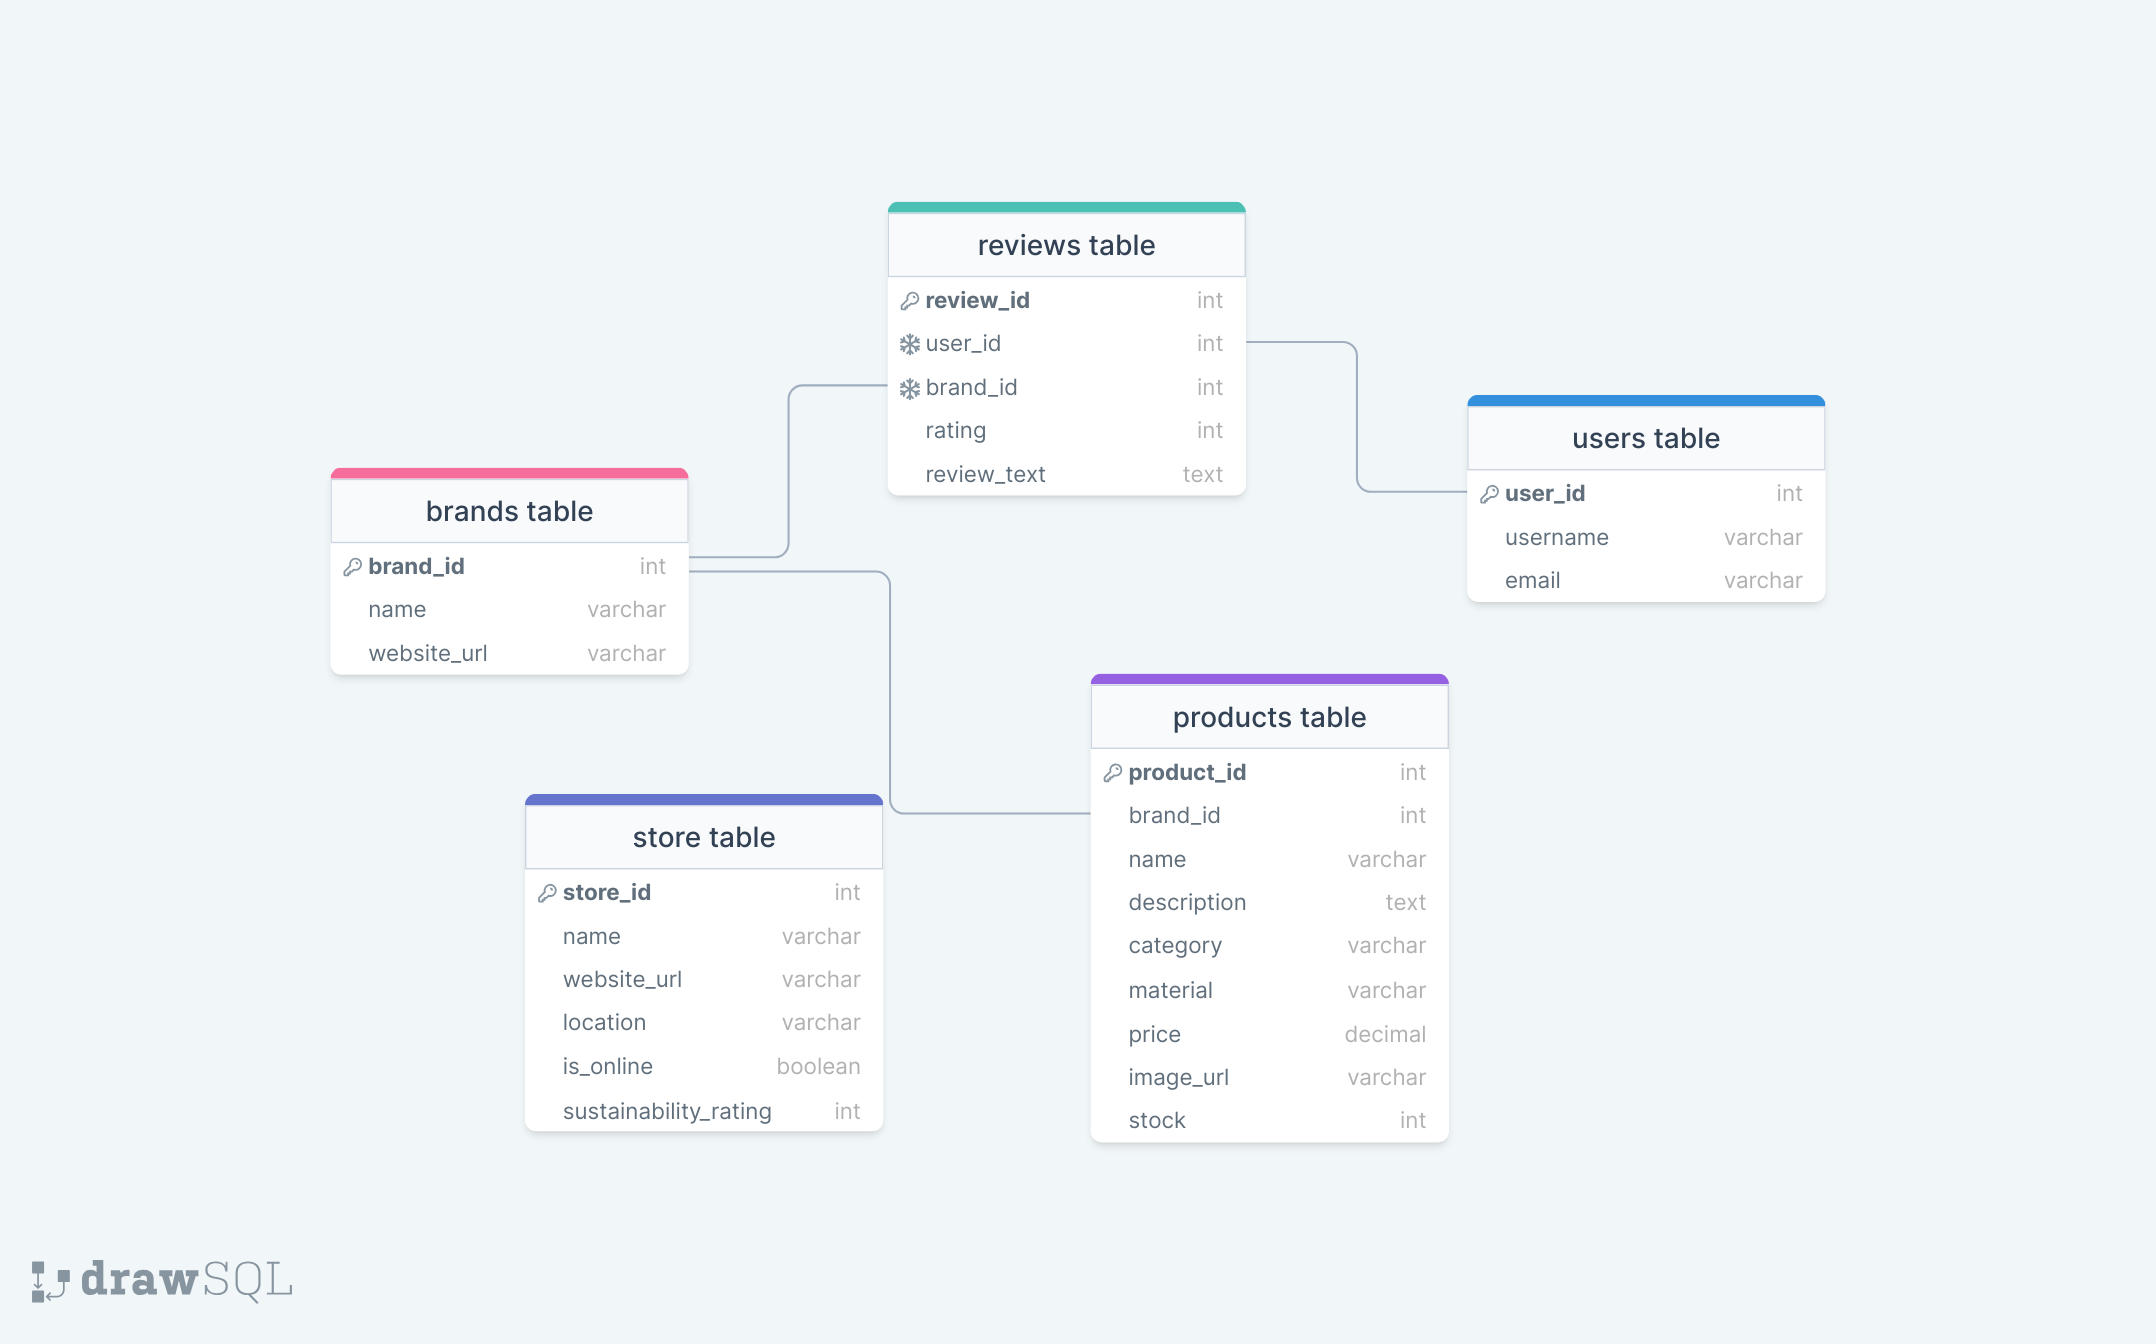 reviews table
review_id int
user_id int
brand_id int
rating int
review_text text
users table
user_id int
username varchar
email varchar
brands table
brand_id int
name varchar
website_url varchar
products table
product_id int
brand_id int
name varchar
description text
category varchar
material varchar
price decimal
image_url varchar
stock int
store table
store_id int
name varchar
website_url varchar
location varchar
is_online boolean
sustainability_rating int
drawSQL